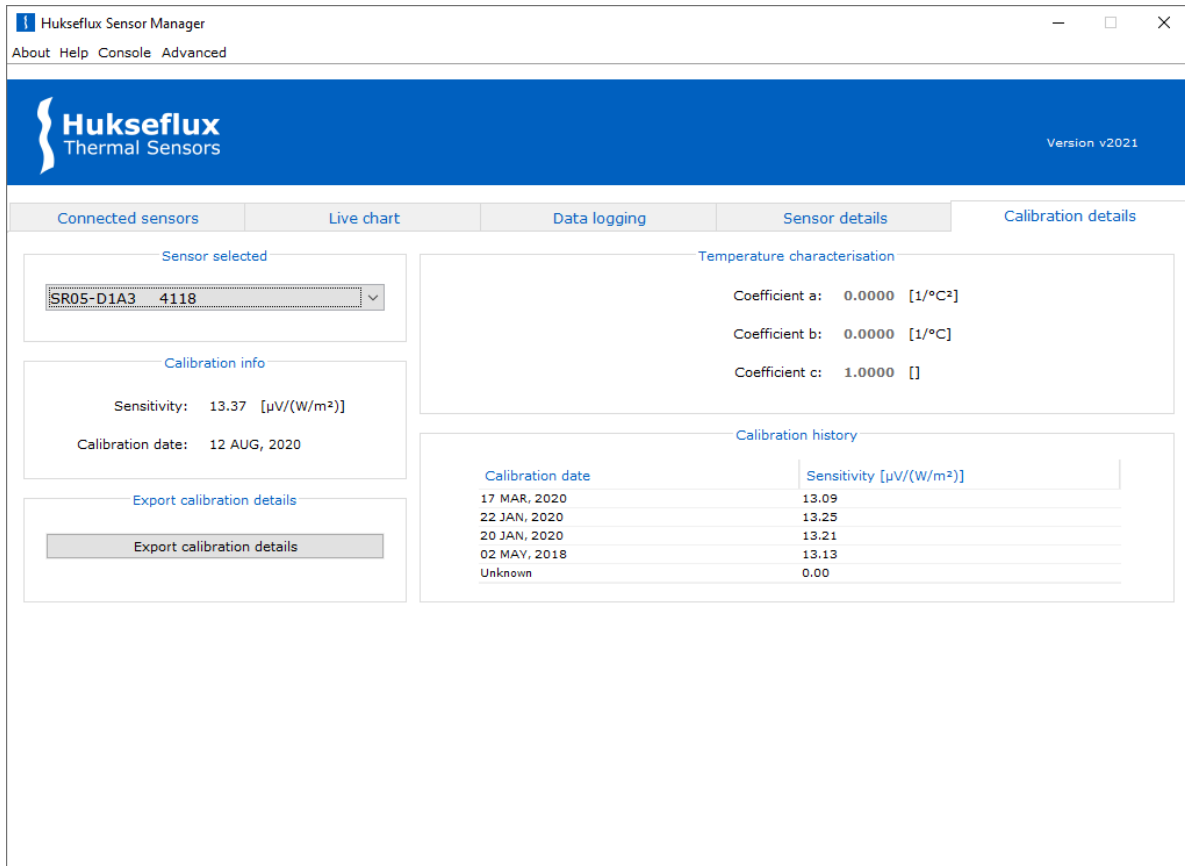 Hukseflux Sensor Manager
About Help Console Advanced
Hukseflux
Thermal Sensors
Version v2021
Connected sensors Live chart Data logging Sensor details Calibration details
Sensor selected
SR05-D1A3 4118
Calibration info
Sensitivity: 13.37 [µV/(W/m²)]
Calibration date: 12 AUG, 2020
Export calibration details
Export calibration details
Temperature characterisation
Coefficient a: 0.0000 [1/°C²]
Coefficient b: 0.0000 [1/°C]
Coefficient c: 1.0000 []
Calibration history
Calibration date Sensitivity [µV/(W/m²)]
17 MAR, 2020 13.09
22 JAN, 2020 13.25
20 JAN, 2020 13.21
02 MAY, 2018 13.13
Unknown 0.00